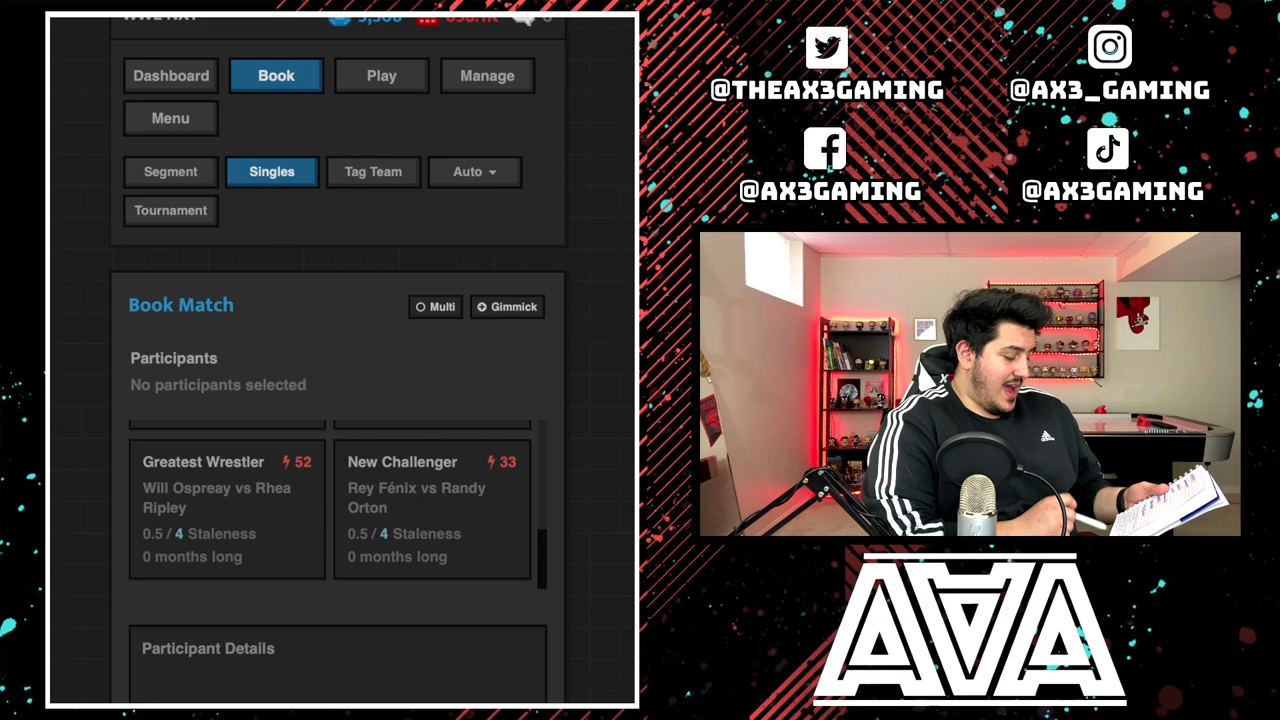 WWE NXT
Dashboard
Book
Play
Manage
Menu
Segment
Singles
Tag Team
Auto
Tournament
Book Match
Multi
Gimmick
Participants
No participants selected
Greatest Wrestler 52
Will Ospreay vs Rhea
Ripley
0.5 / 4 Staleness
0 months long
New Challenger 33
Rey Fénix vs Randy
Orton
0.5 / 4 Staleness
0 months long
Participant Details
@THEAX3GAMING
@AX3_GAMING
@AX3GAMING
@AX3GAMING